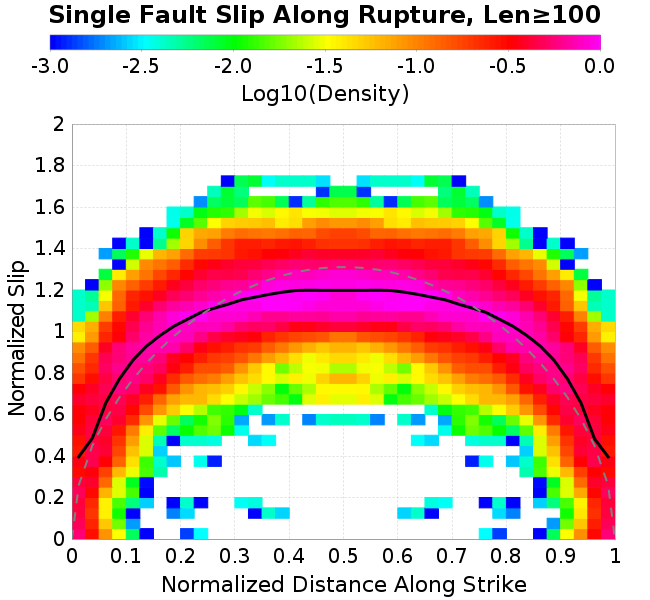 Single Fault Slip Along Rupture, Len≥100
-3.0 -2.5 -2.0 -1.5 -1.0 -0.5 0.0
Log10(Density)
2
1.8
1.6
1.4
1.2
1
0.8
0.6
0.4
0.2
0
Normalized Slip
0 0.1 0.2 0.3 0.4 0.5 0.6 0.7 0.8 0.9 1
Normalized Distance Along Strike